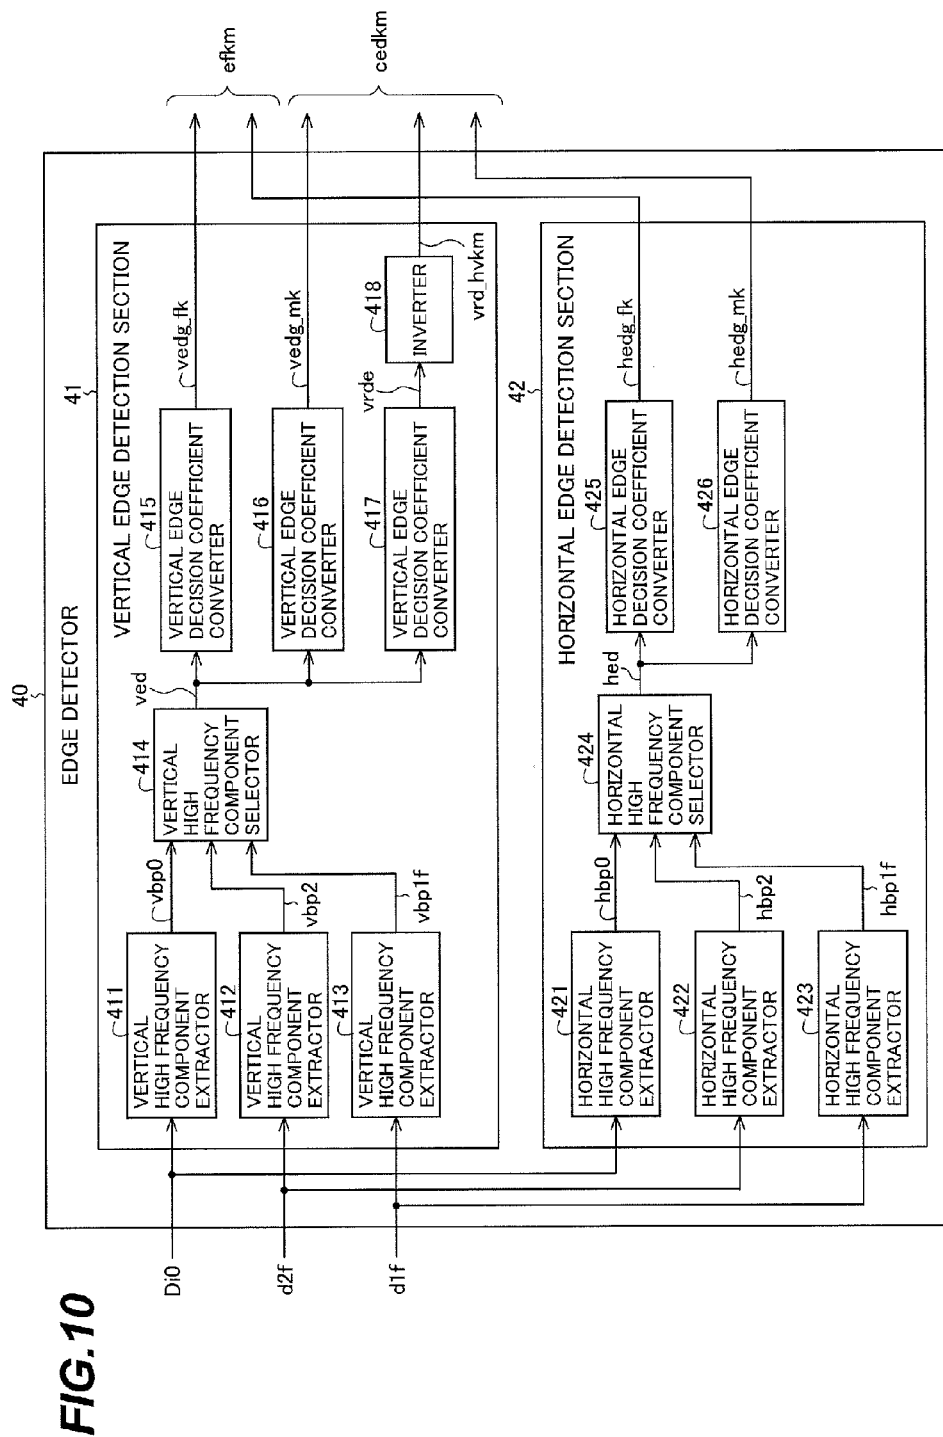 FIG.10
40
EDGE DETECTOR
41
VERTICAL EDGE DETECTION SECTION
Di0
d2f
d1f
411
VERTICAL
HIGH FREQUENCY
COMPONENT
EXTRACTOR
412
VERTICAL
HIGH FREQUENCY
COMPONENT
EXTRACTOR
413
VERTICAL
HIGH FREQUENCY
COMPONENT
EXTRACTOR
vbp0
vbp2
vbp1f
414
VERTICAL
HIGH
FREQUENCY
COMPONENT
SELECTOR
ved
415
VERTICAL EDGE
DECISION COEFFICIENT
CONVERTER
416
VERTICAL EDGE
DECISION COEFFICIENT
CONVERTER
417
VERTICAL EDGE
DECISION COEFFICIENT
CONVERTER
vedg_fk
vedg_mk
vrde
418
INVERTER
vrd_hvkm
efkm
cedkm
42
HORIZONTAL EDGE DETECTION SECTION
421
HORIZONTAL
HIGH FREQUENCY
COMPONENT
EXTRACTOR
422
HORIZONTAL
HIGH FREQUENCY
COMPONENT
EXTRACTOR
423
HORIZONTAL
HIGH FREQUENCY
COMPONENT
EXTRACTOR
hbp0
hbp2
hbp1f
424
HORIZONTAL
HIGH
FREQUENCY
COMPONENT
SELECTOR
hed
425
HORIZONTAL EDGE
DECISION COEFFICIENT
CONVERTER
426
HORIZONTAL EDGE
DECISION COEFFICIENT
CONVERTER
hedg_fk
hedg_mk